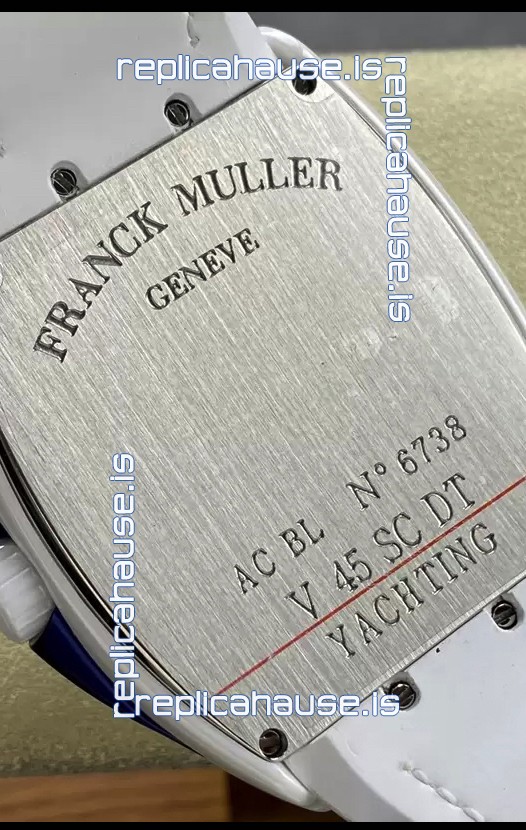 replicahause.is
replicahause.is
FRANCK MULLER
GENEVE
AC BL N° 6738
V 45 SC DT
YACHTING
replicahause.is
replicahause.is